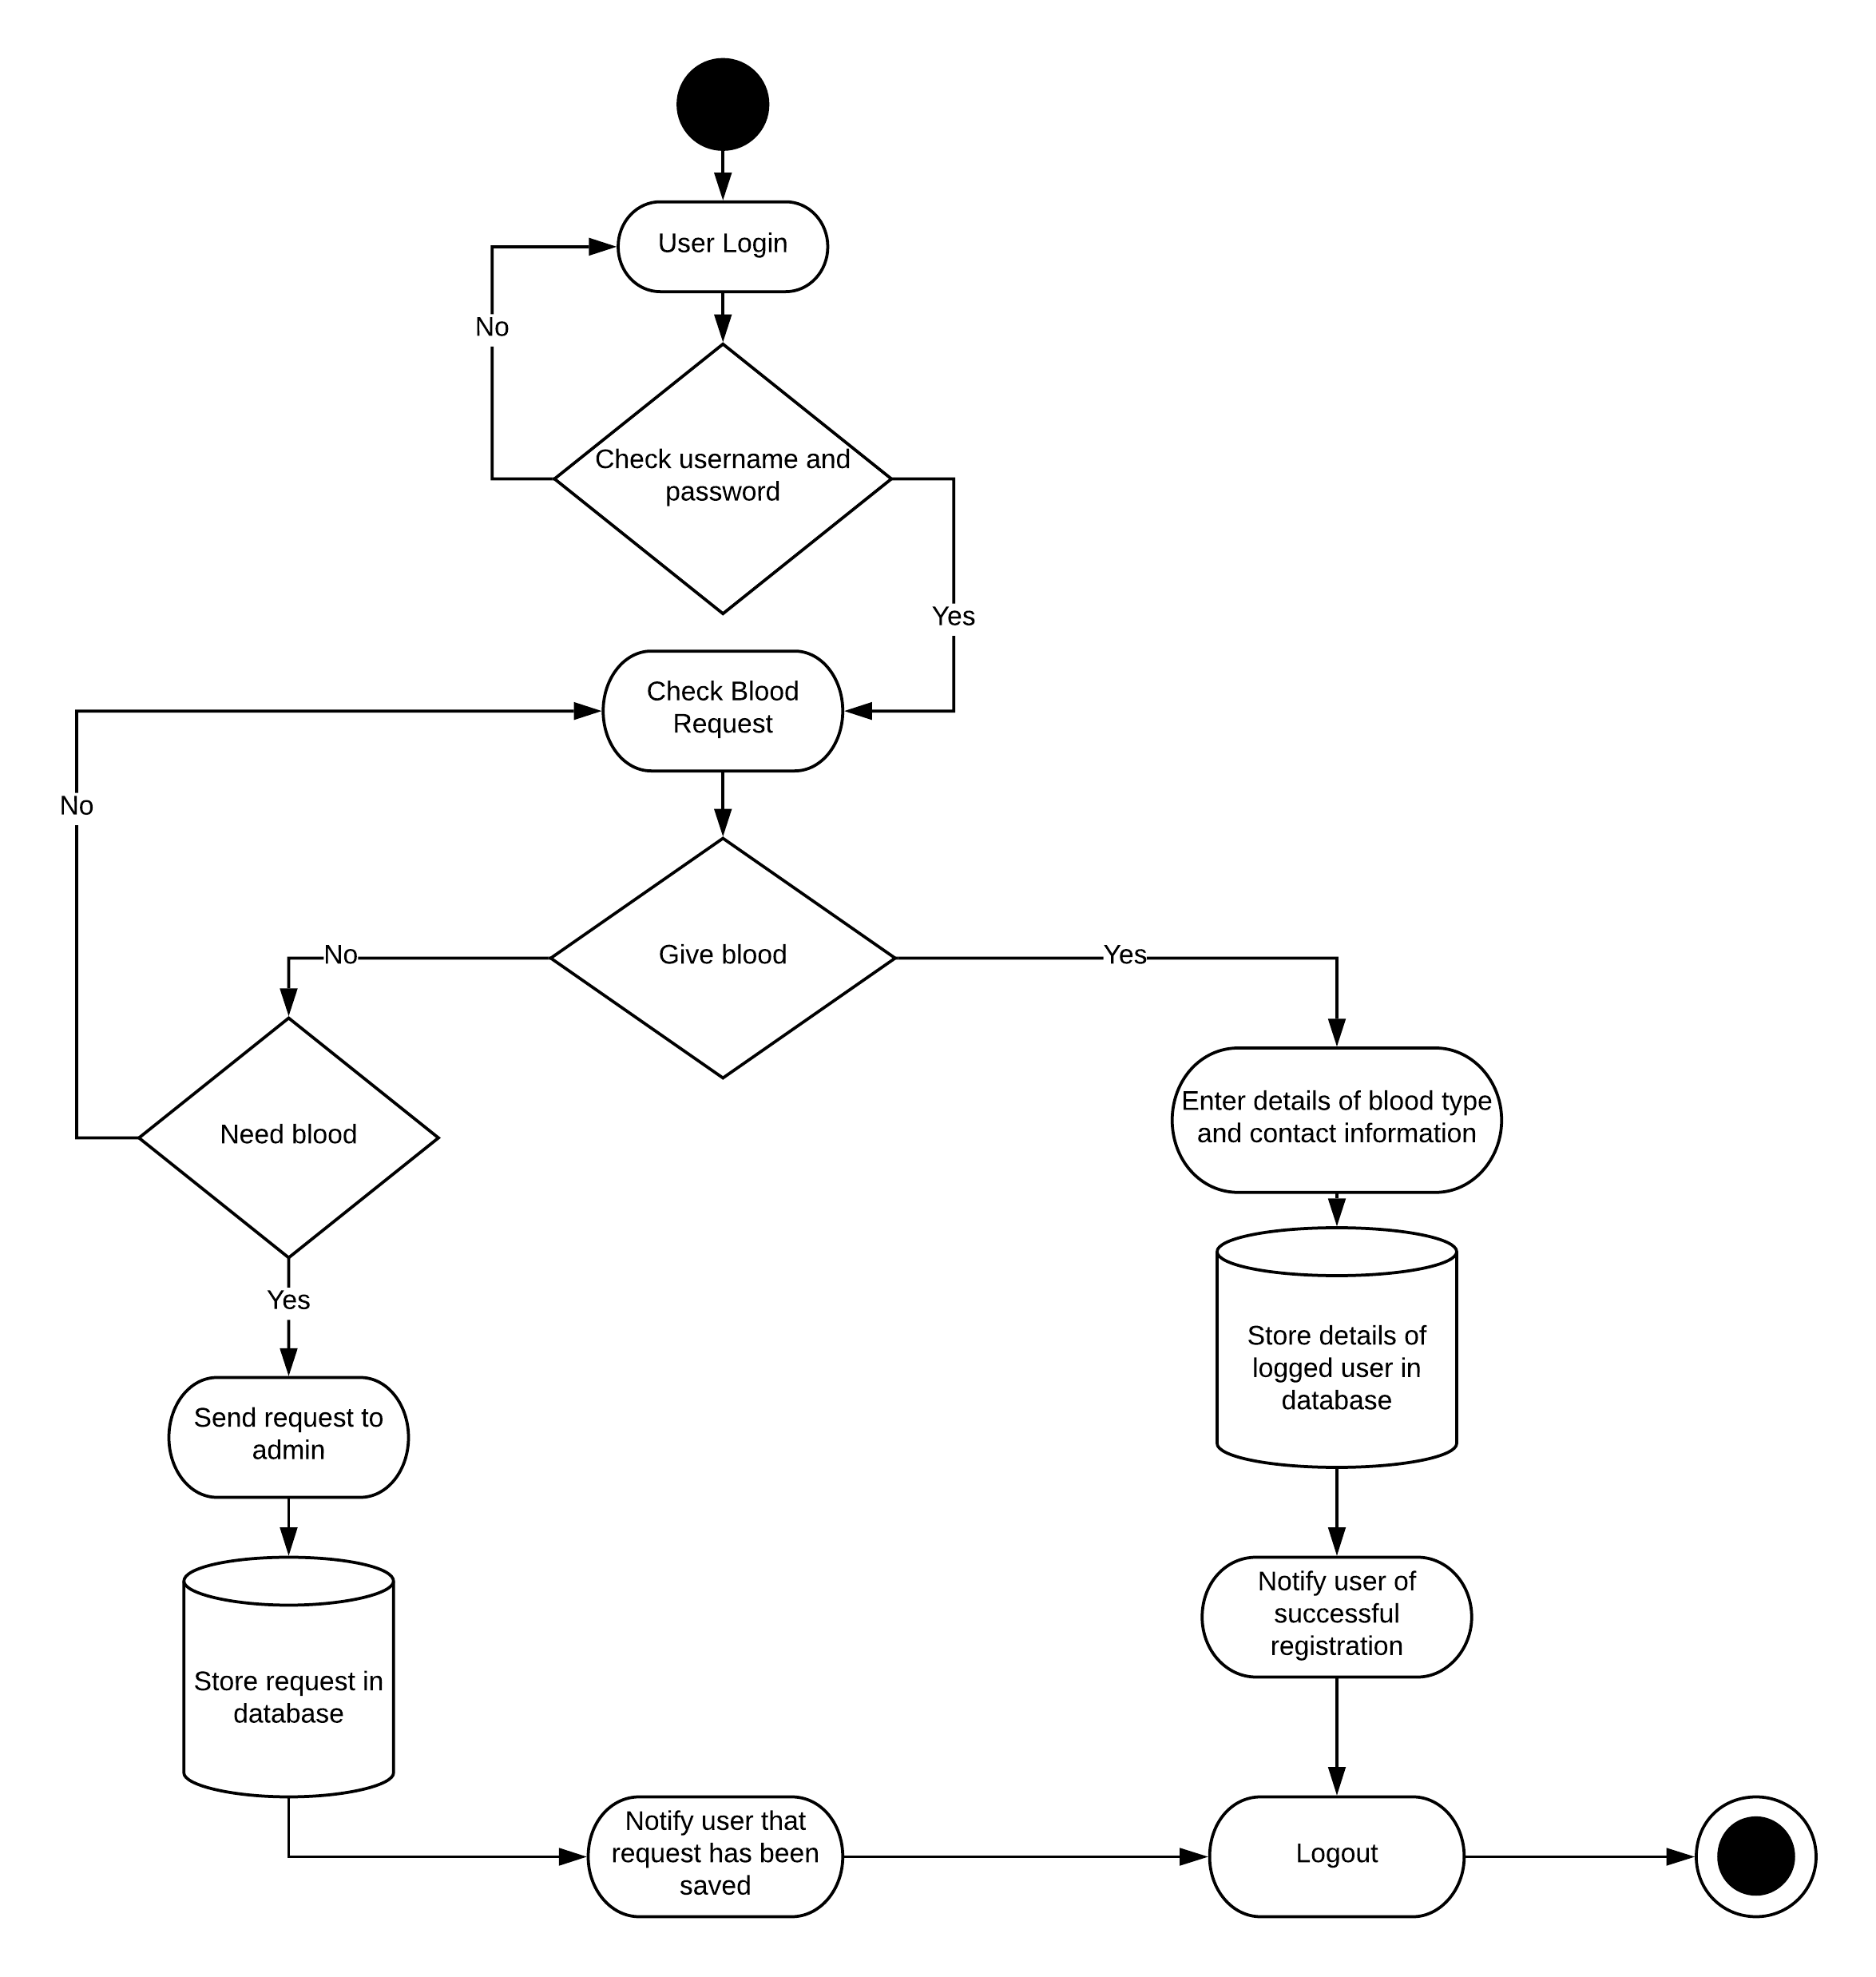 User Login
No
Check username and
password
Yes
Check Blood
Request
No
Give blood
No
Yes
Need blood
Enter details of blood type
and contact information
Yes
Store details of
logged user in
database
Send request to
admin
Notify user of
successful
registration
Store request in
database
Notify user that
request has been
saved
Logout